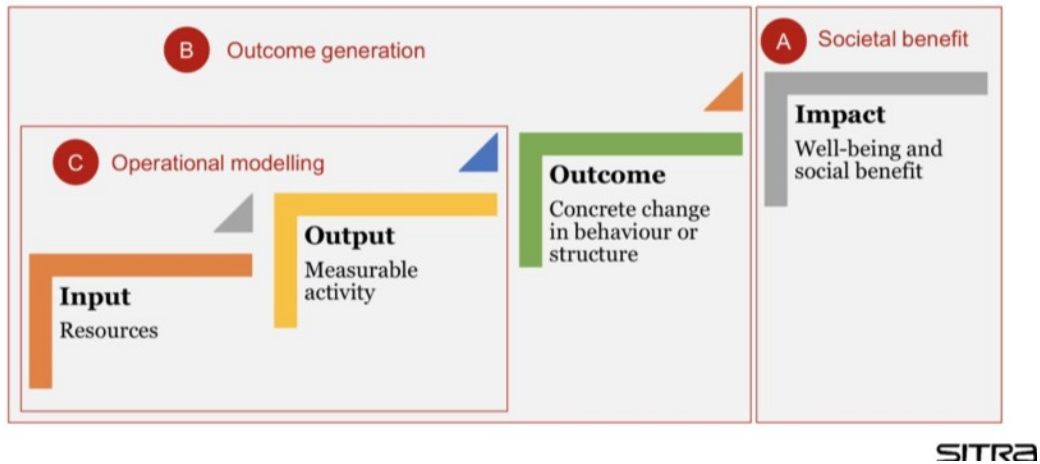 B Outcome generation
A Societal benefit
Impact
Well-being and
social benefit
C Operational modelling
Outcome
Concrete change
in behaviour or
structure
Output
Measurable
activity
Input
Resources
SITRA